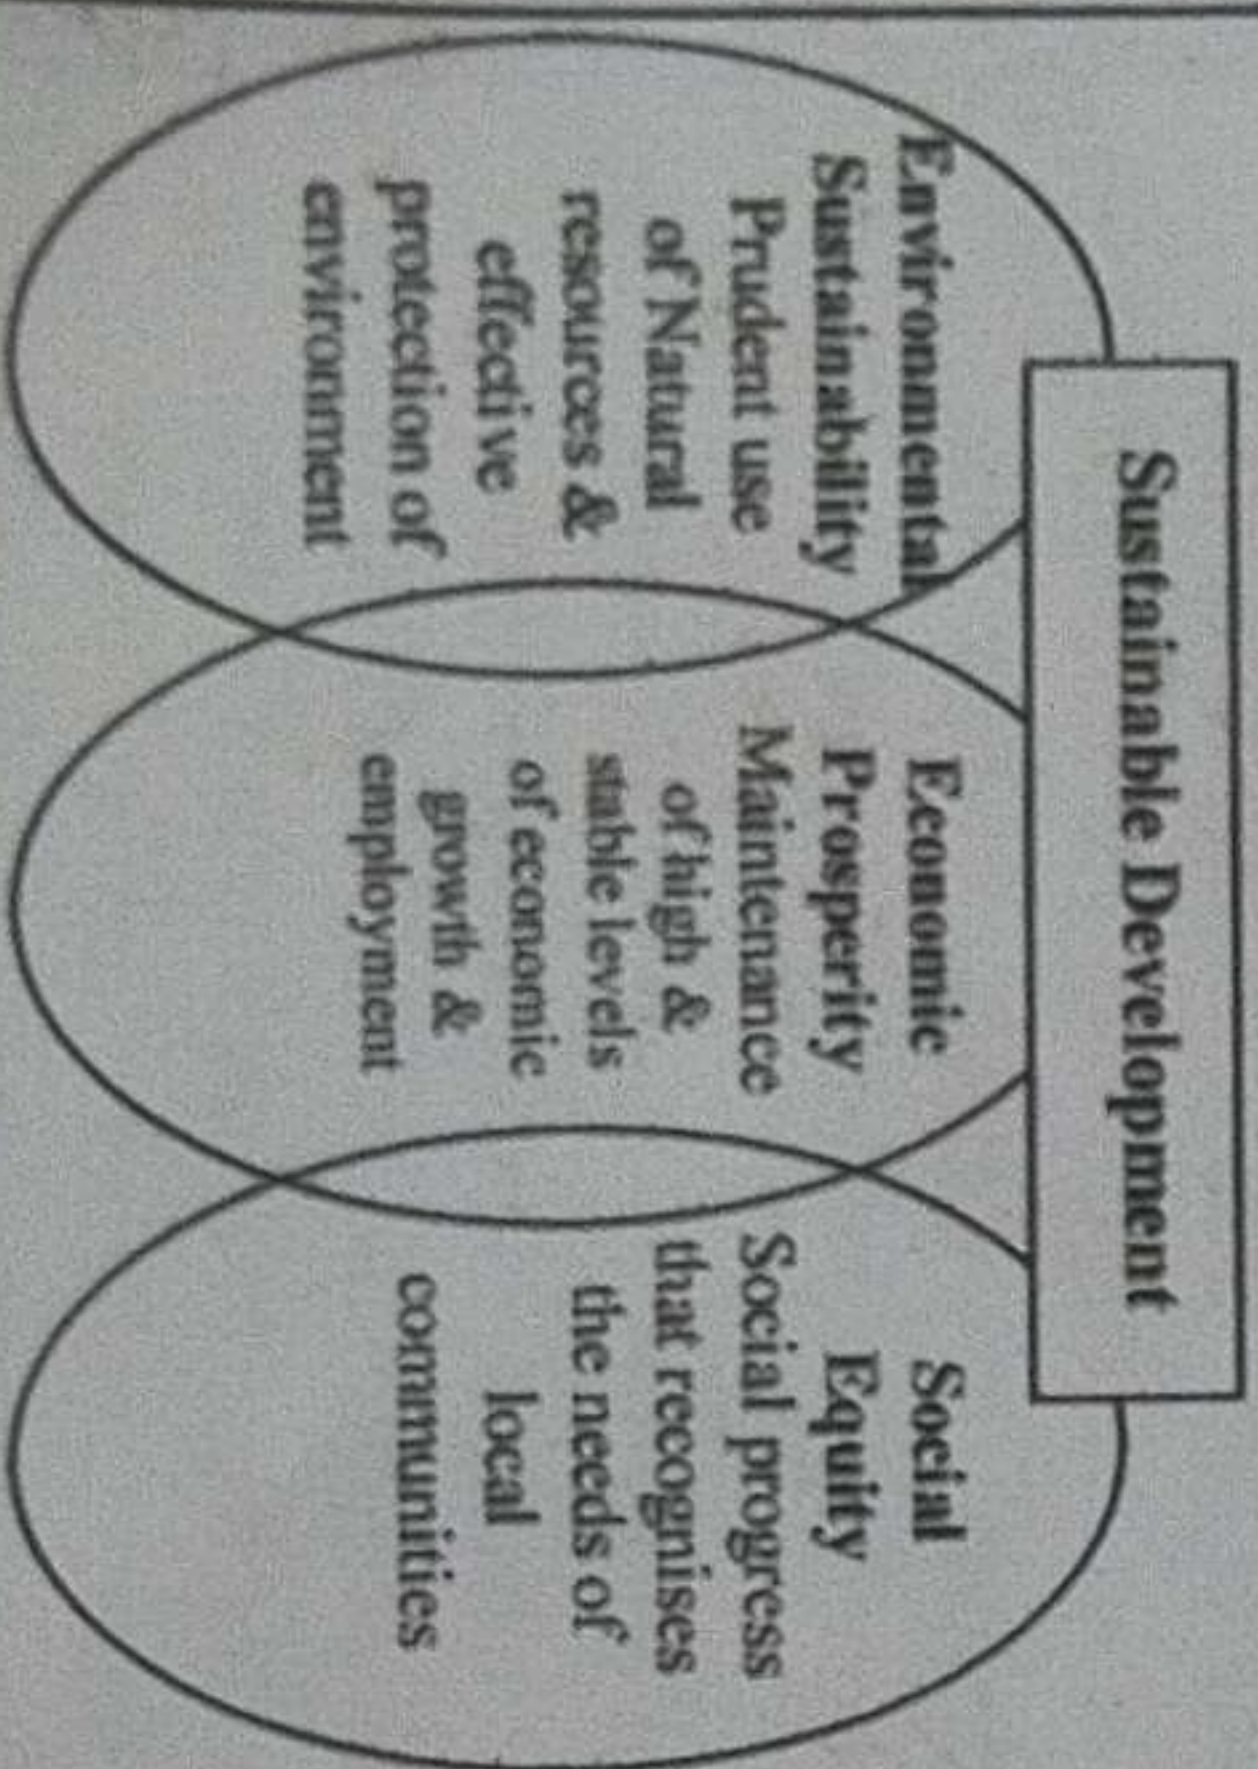 Sustainable Development
Environmental
Sustainability
Prudent use
of Natural
resources &
effective
protection of
environment
Economic
Prosperity
Maintenance
of high &
stable levels
of economic
growth &
employment
Social
Equity
Social progress
that recognises
the needs of
local
communities